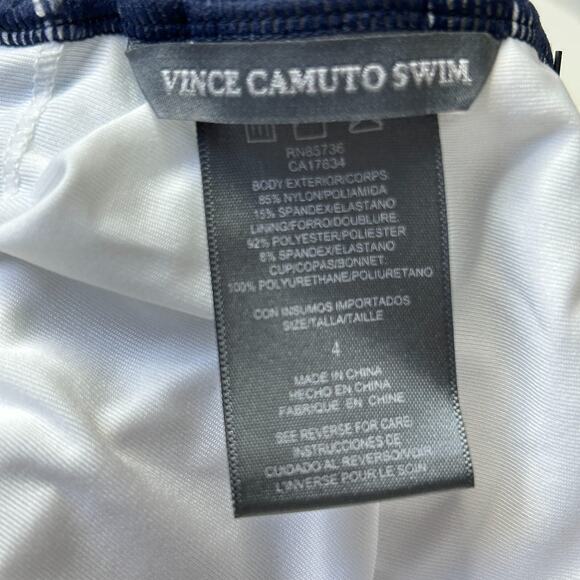 VINCE CAMUTO SWIM
RN85736
CA17634
BODY EXTERIOR/CORPS:
85% NYLON/POLIAMIDA
15% SPANDEX/ELASTANO
LINING/FORRO/DOUBLURE:
92% POLYESTER/POLIESTER
8% SPANDEX/ELASTANO
CUP/COPAS/BONNET:
100% POLYURETHANE/POLIURETANO
CON INSUMOS IMPORTADOS
SIZE/TALLA/TAILLE
4
MADE IN CHINA
HECHO EN CHINA
FABRIQUE EN CHINE
SEE REVERSE FOR CARE/
INSTRUCCIONES DE
CUIDADO AL REVERSO/VOIR
L'INVERSE POUR LE SOIN